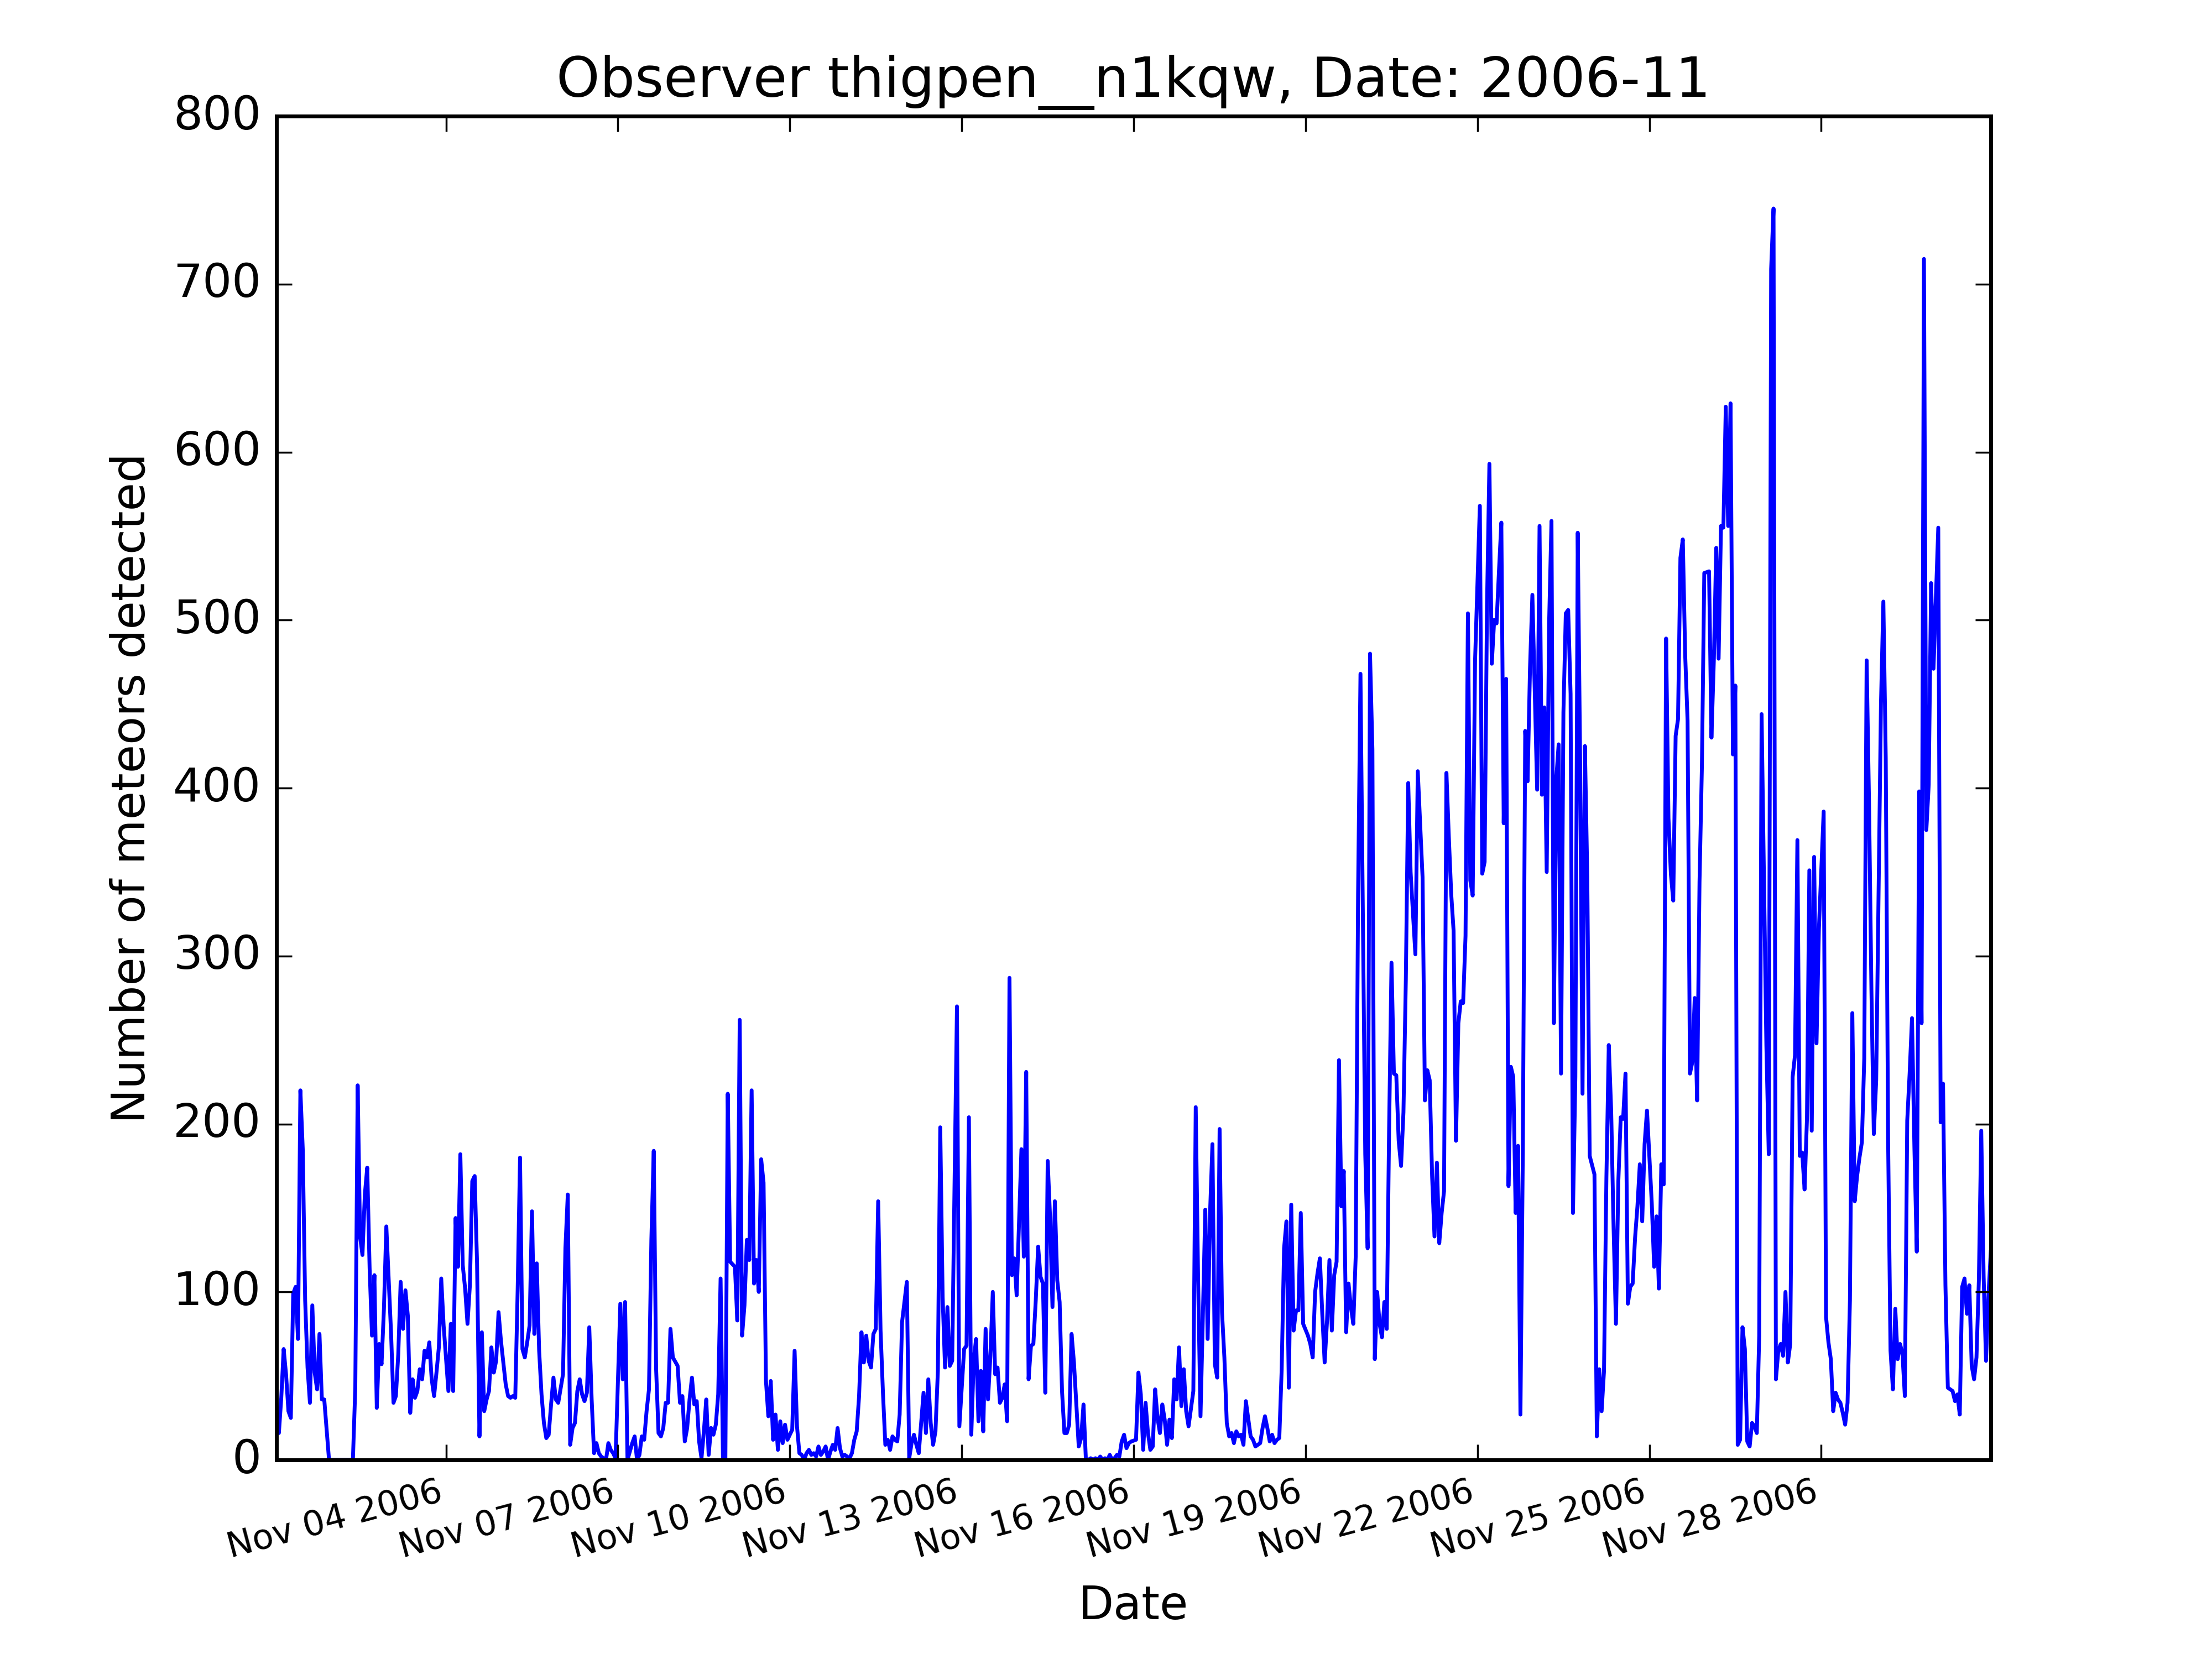 Observer thigpen__n1kqw, Date: 2006-11
Number of meteors detected
800
700
600
500
400
300
200
100
0
Nov 04 2006
Nov 07 2006
Nov 10 2006
Nov 13 2006
Nov 16 2006
Nov 19 2006
Nov 22 2006
Nov 25 2006
Nov 28 2006
Date